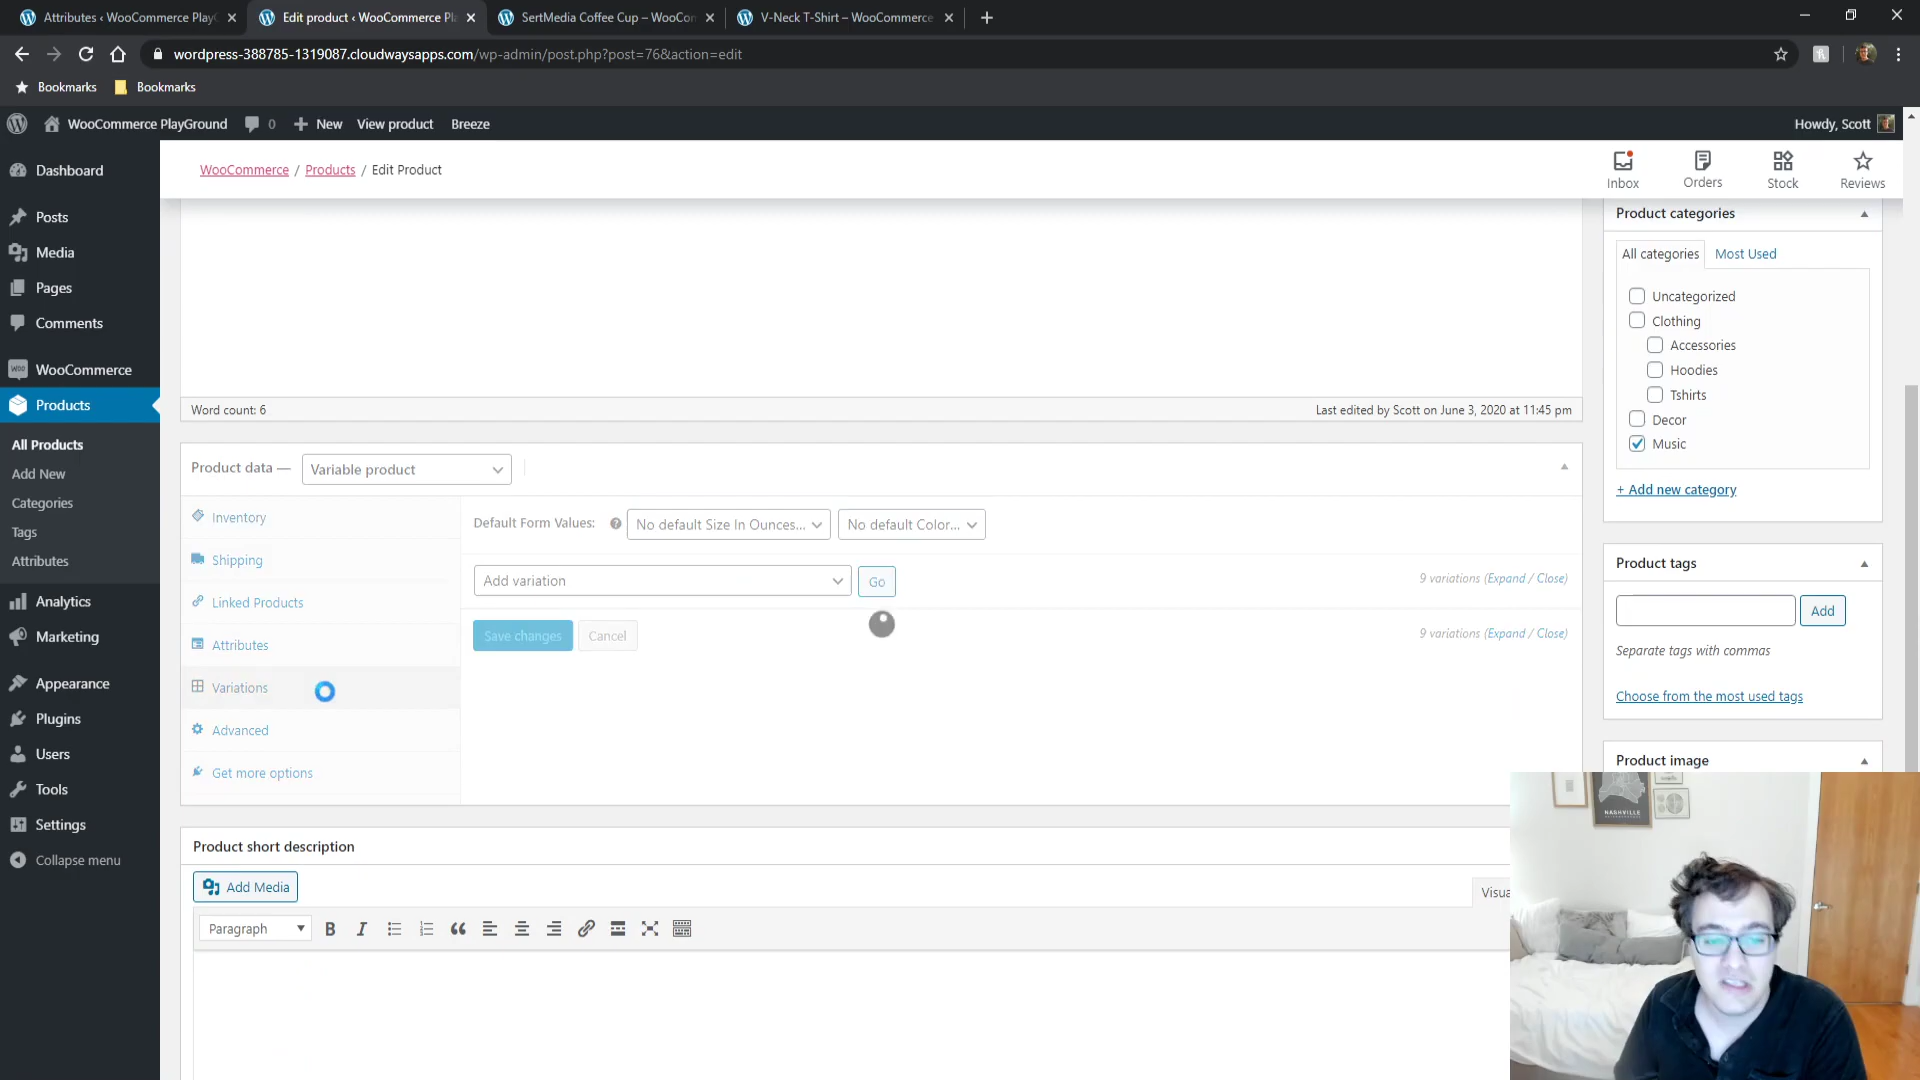 Attributes ‹ WooCommerce PlayG
Edit product ‹ WooCommerce Pl
SertMedia Coffee Cup – WooCom
V-Neck T-Shirt – WooCommerce
wordpress-388785-1319087.cloudwaysapps.com/wp-admin/post.php?post=76&action=edit
Bookmarks
Bookmarks
WooCommerce PlayGround
0
New
View product
Breeze
Howdy, Scott
Dashboard
Posts
Media
Pages
Comments
WooCommerce
Products
All Products
Add New
Categories
Tags
Attributes
Analytics
Marketing
Appearance
Plugins
Users
Tools
Settings
Collapse menu
WooCommerce / Products / Edit Product
Inbox
Orders
Stock
Reviews
Word count: 6
Last edited by Scott on June 3, 2020 at 11:45 pm
Product data —
Variable product
Inventory
Shipping
Linked Products
Attributes
Variations
Advanced
Get more options
Default Form Values:
No default Size In Ounces...
No default Color...
Add variation
Go
9 variations (Expand / Close)
Save changes
Cancel
9 variations (Expand / Close)
Product short description
Add Media
Visua
Paragraph
B
I
Product categories
All categories
Most Used
Uncategorized
Clothing
Accessories
Hoodies
Tshirts
Decor
Music
+ Add new category
Product tags
Add
Separate tags with commas
Choose from the most used tags
Product image
NASHVILLE